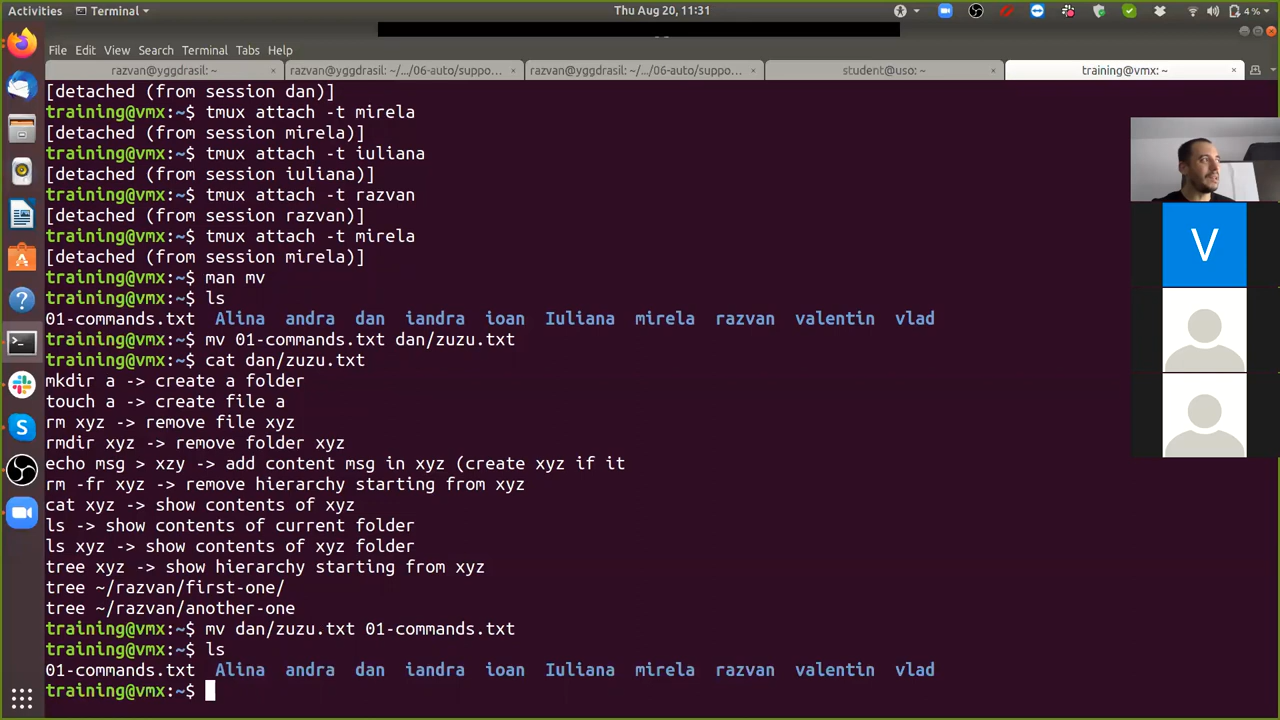 Activities Terminal Thu Aug 20, 11:31 4 %
File Edit View Search Terminal Tabs Help
razvan@yggdrasil: ~ razvan@yggdrasil: ~/.../06-auto/suppo... razvan@yggdrasil: ~/.../06-auto/suppo... student@uso: ~ training@vmx: ~
[detached (from session dan)]
training@vmx:~$ tmux attach -t mirela
[detached (from session mirela)]
training@vmx:~$ tmux attach -t iuliana
[detached (from session iuliana)]
training@vmx:~$ tmux attach -t razvan
[detached (from session razvan)]
training@vmx:~$ tmux attach -t mirela
[detached (from session mirela)]
training@vmx:~$ man mv
training@vmx:~$ ls
01-commands.txt Alina andra dan iandra ioan Iuliana mirela razvan valentin vlad
training@vmx:~$ mv 01-commands.txt dan/zuzu.txt
training@vmx:~$ cat dan/zuzu.txt
mkdir a -> create a folder
touch a -> create file a
rm xyz -> remove file xyz
rmdir xyz -> remove folder xyz
echo msg > xzy -> add content msg in xyz (create xyz if it
rm -fr xyz -> remove hierarchy starting from xyz
cat xyz -> show contents of xyz
ls -> show contents of current folder
ls xyz -> show contents of xyz folder
tree xyz -> show hierarchy starting from xyz
tree ~/razvan/first-one/
tree ~/razvan/another-one
training@vmx:~$ mv dan/zuzu.txt 01-commands.txt
training@vmx:~$ ls
01-commands.txt Alina andra dan iandra ioan Iuliana mirela razvan valentin vlad
training@vmx:~$
V